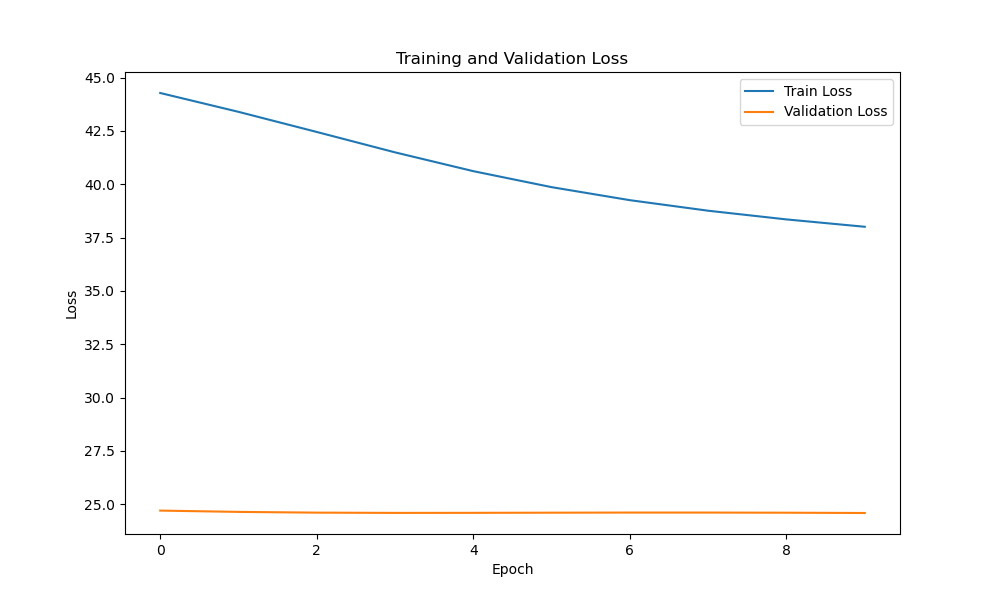 Training and Validation Loss
Train Loss
Validation Loss
45.0
42.5
40.0
37.5
35.0
32.5
30.0
27.5
25.0
Loss
0 2 4 6 8
Epoch